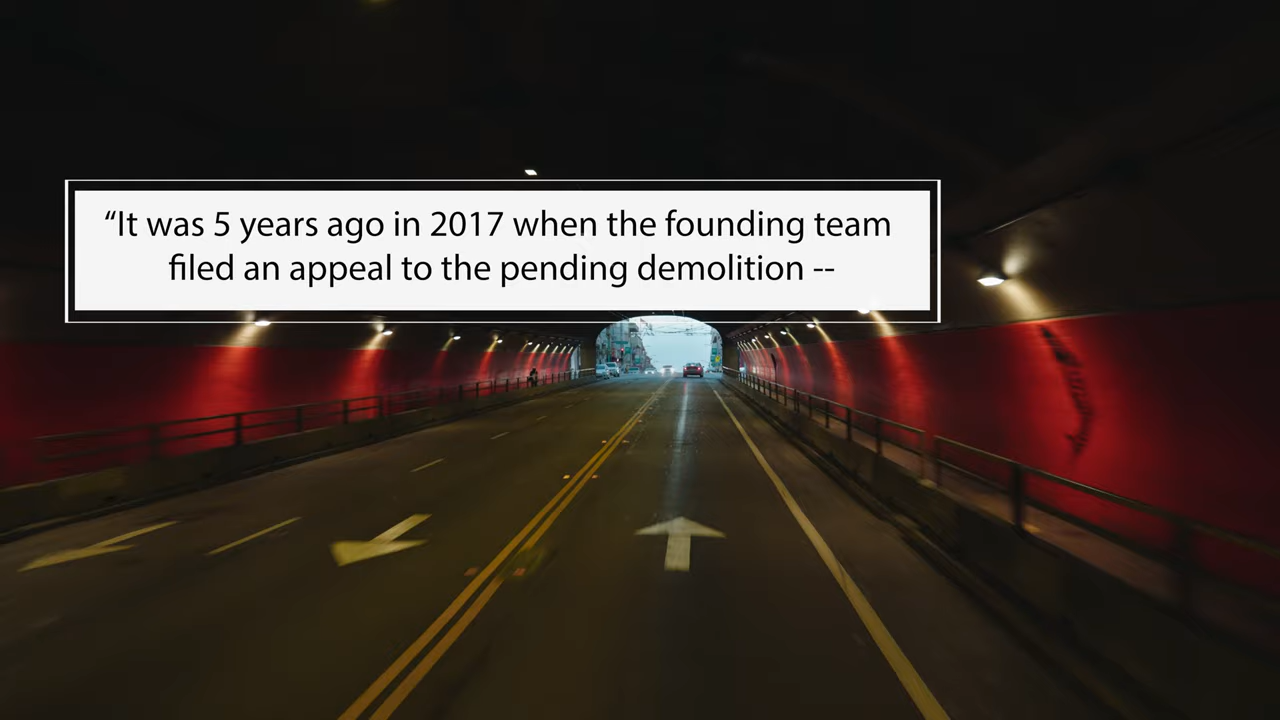 “It was 5 years ago in 2017 when the founding team
filed an appeal to the pending demolition --